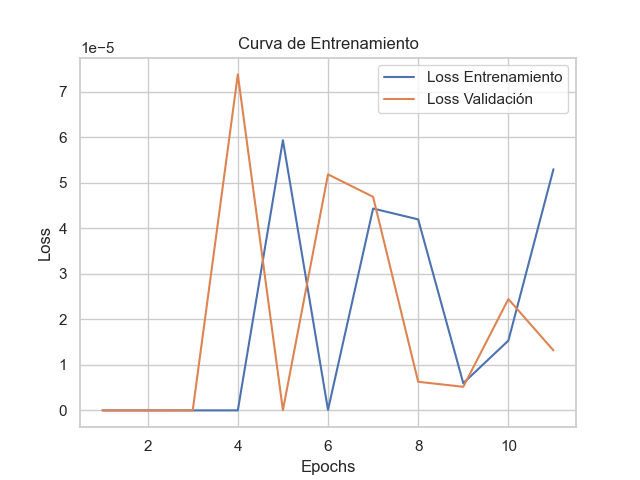 Curva de Entrenamiento
1e−5
Loss Entrenamiento
Loss Validación
7
6
5
4
3
2
1
0
Loss
2 4 6 8 10
Epochs